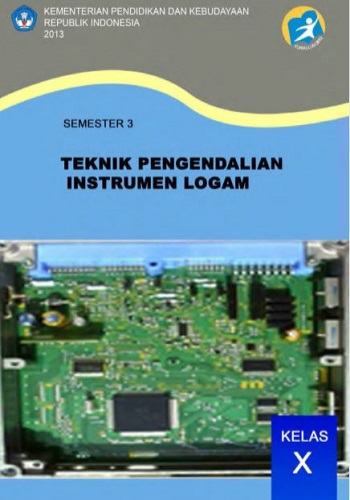 KEMENTERIAN PENDIDIKAN DAN KEBUDAYAAN
REPUBLIK INDONESIA
2013
SEMESTER 3
TEKNIK PENGENDALIAN
INSTRUMEN LOGAM
KELAS
X